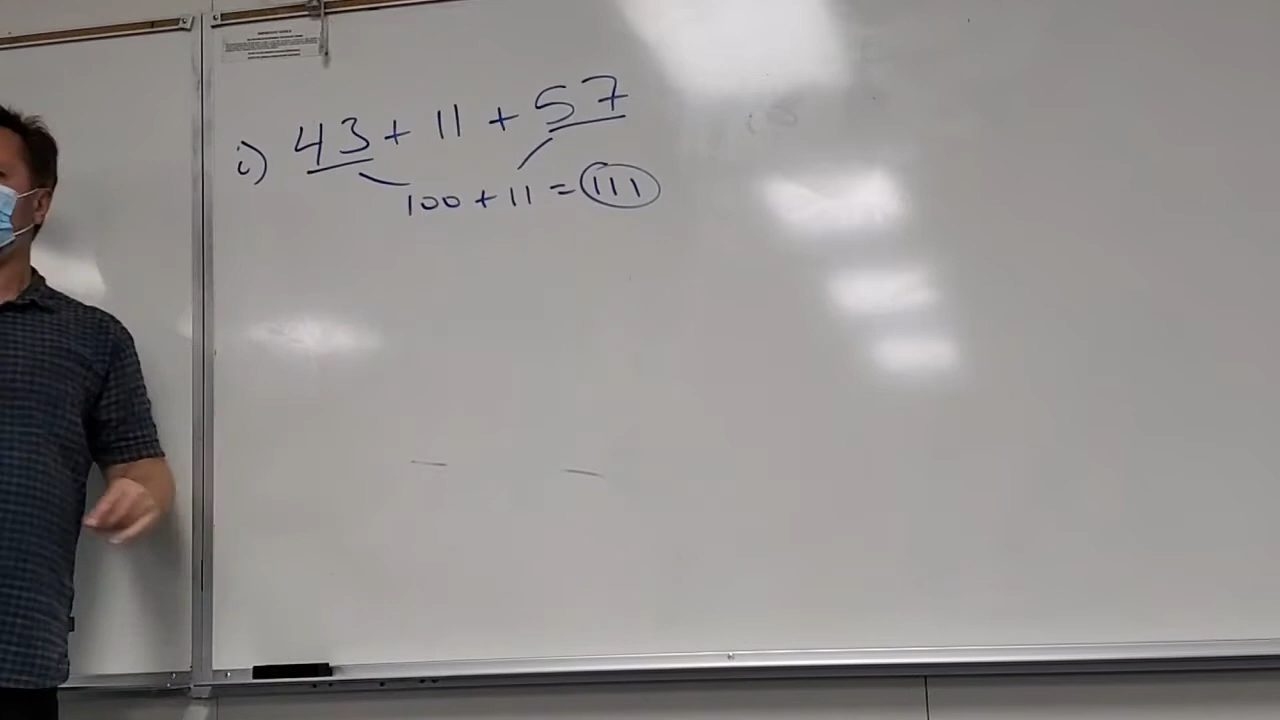 i) 43 + 11 + 57
100 + 11 = 111